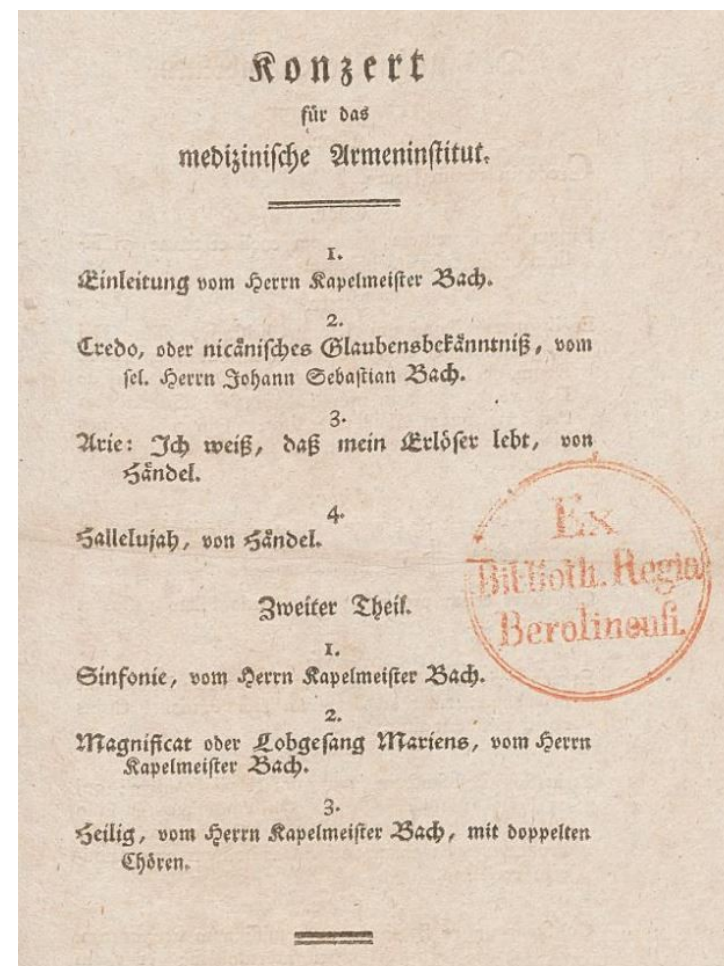 Konzert
für das
medizinische Armeninstitut.
1.
Einleitung vom Herrn Kapelmeister Bach.
2.
Credo, oder nicänisches Glaubensbekänntniß, vom
sel. Herrn Johann Sebastian Bach.
3.
Arie: Ich weiß, daß mein Erlöser lebt, von
Händel.
4.
Hallelujah, von Händel.
Zweiter Theil.
1.
Sinfonie, vom Herrn Kapelmeister Bach.
2.
Magnificat oder Lobgesang Mariens, vom Herrn
Kapelmeister Bach.
3.
Heilig, vom Herrn Kapelmeister Bach, mit doppelten
Chören.
Ex
Biblioth. Regia
Berolinensi.